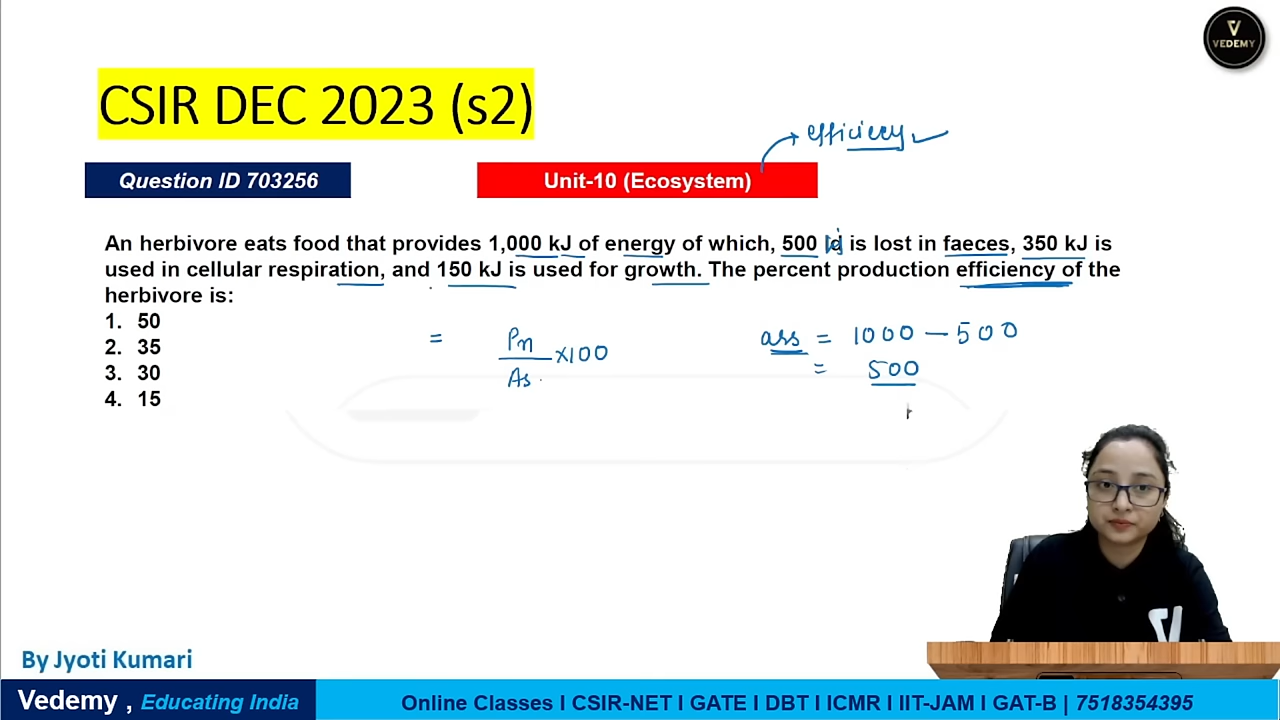 VEDEMY
CSIR DEC 2023 (s2)
efficiecy
Question ID 703256
Unit-10 (Ecosystem)
An herbivore eats food that provides 1,000 kJ of energy of which, 500 kj is lost in faeces, 350 kJ is
used in cellular respiration, and 150 kJ is used for growth. The percent production efficiency of the
herbivore is:
1. 50
2. 35
3. 30
4. 15
= Pn
As × 100
ass = 1000 - 500
= 500
By Jyoti Kumari
Vedemy , Educating India
Online Classes I CSIR-NET I GATE I DBT I ICMR I IIT-JAM I GAT-B | 7518354395